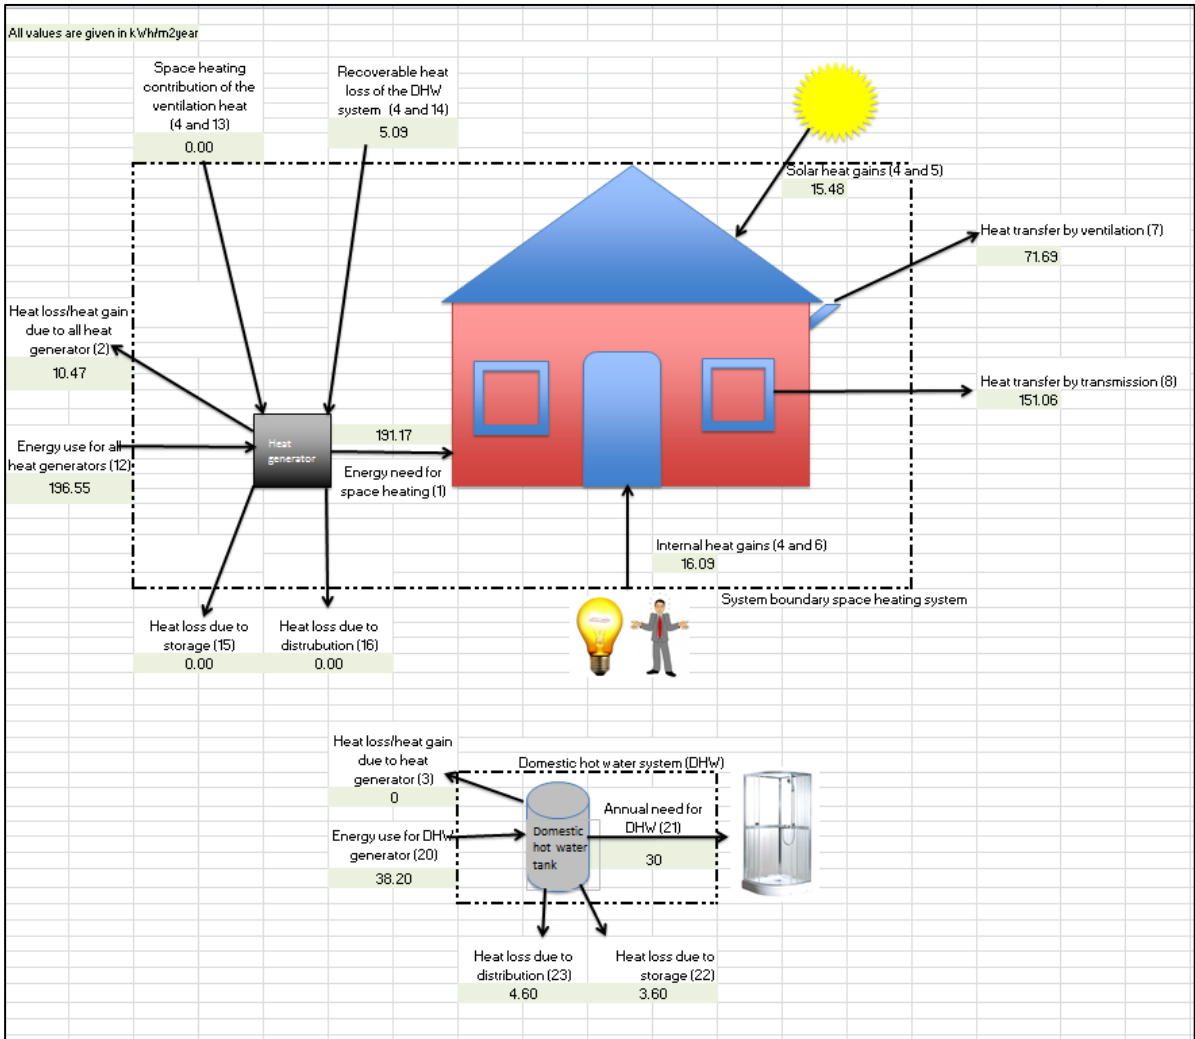 All values are given in kWh/m2year
Space heating
contribution of the
ventilation heat
(4 and 13)
0.00
Recoverable heat
loss of the DHW
system (4 and 14)
5.09
Solar heat gains (4 and 5)
15.48
Heat transfer by ventilation (7)
71.69
Heat loss/heat gain
due to all heat
generator (2)
10.47
Heat transfer by transmission (8)
151.06
Energy use for all
heat generators (12)
196.55
Heat
generator
191.17
Energy need for
space heating (1)
Internal heat gains (4 and 6)
16.09
System boundary space heating system
Heat loss due to
storage (15)
0.00
Heat loss due to
distrubution (16)
0.00
Heat loss/heat gain
due to heat
generator (3)
0
Domestic hot water system (DHW)
Energy use for DHW
generator (20)
38.20
Domestic
hot water
tank
Annual need for
DHW (21)
30
Heat loss due to
distribution (23)
4.60
Heat loss due to
storage (22)
3.60